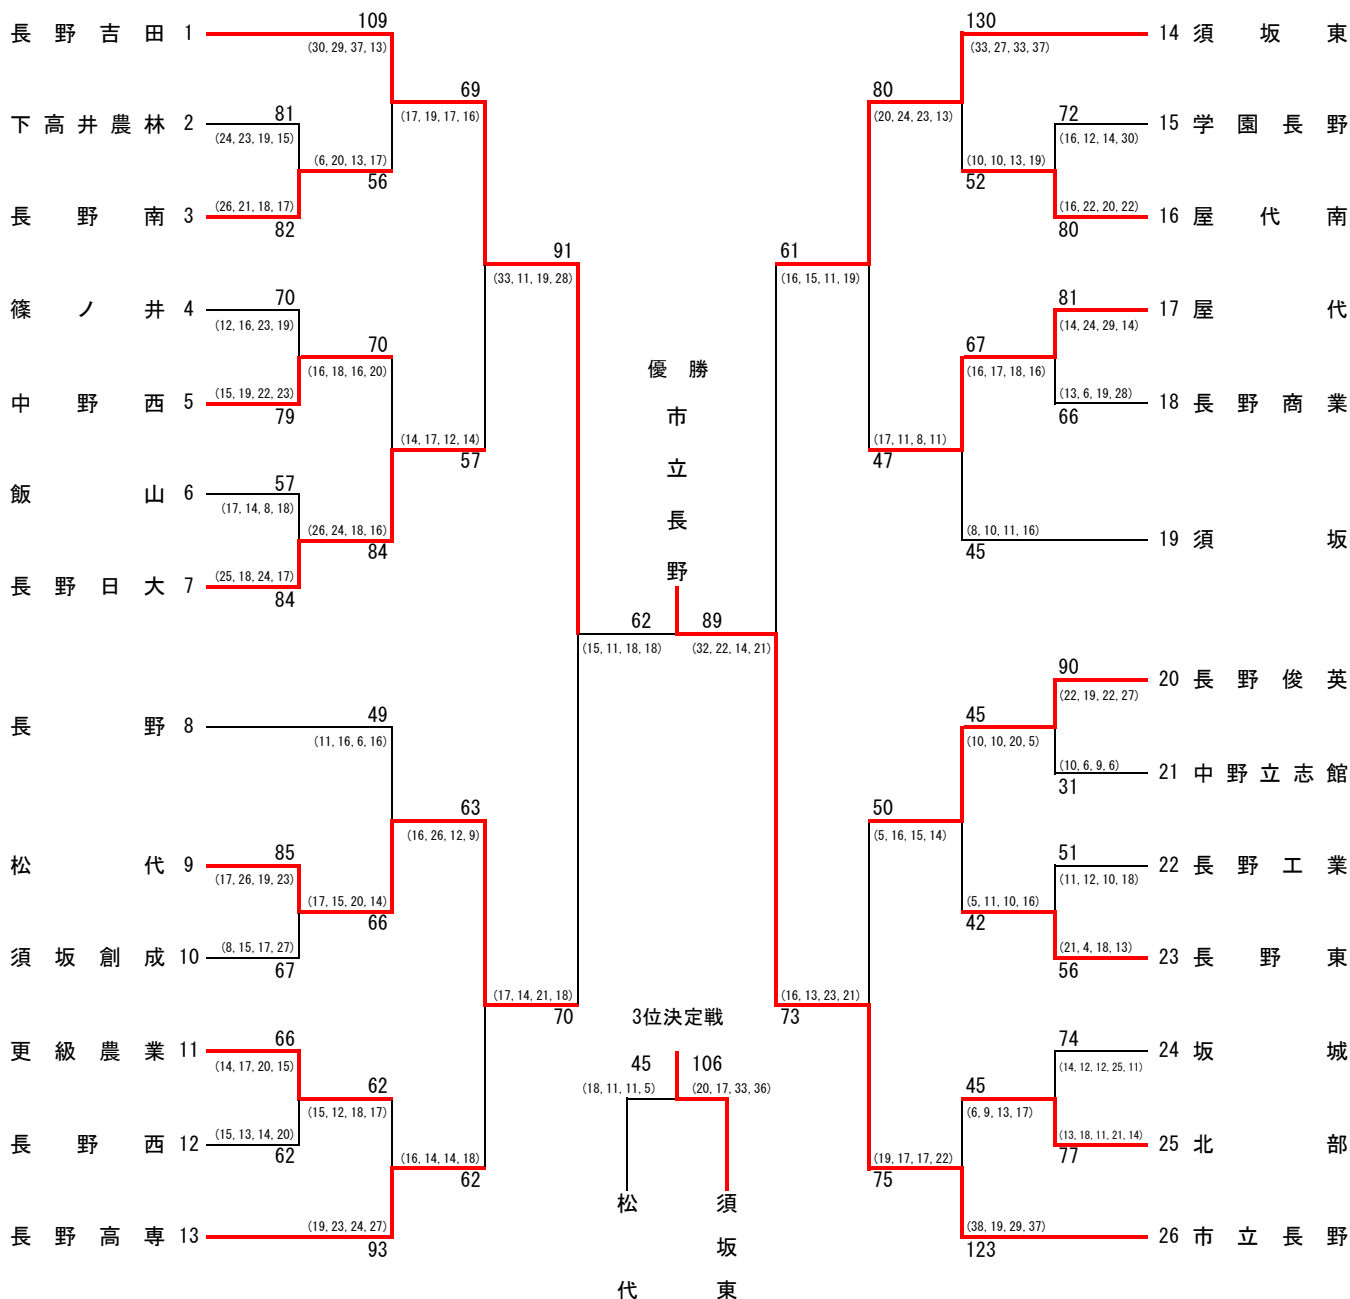 長野吉田 1
109
(30, 29, 37, 13)
下高井農林 2
81
(24, 23, 19, 15)
長野南 3
(26, 21, 18, 17)
82
(6, 20, 13, 17)
56
69
(17, 19, 17, 16)
篠ノ井 4
70
(12, 16, 23, 19)
中野西 5
(15, 19, 22, 23)
79
70
(16, 18, 16, 20)
飯山 6
57
(17, 14, 8, 18)
長野日大 7
(25, 18, 24, 17)
84
(26, 24, 18, 16)
84
(14, 17, 12, 14)
57
91
(33, 11, 19, 28)
長野 8
49
(11, 16, 6, 16)
松代 9
85
(17, 26, 19, 23)
須坂創成 10
(8, 15, 17, 27)
67
(17, 15, 20, 14)
66
63
(16, 26, 12, 9)
更級農業 11
66
(14, 17, 20, 15)
長野西 12
(15, 13, 14, 20)
62
62
(15, 12, 18, 17)
長野高専 13
(19, 23, 24, 27)
93
(16, 14, 14, 18)
62
(17, 14, 21, 18)
70
優勝
市立長野
62
(15, 11, 18, 18)
89
(32, 22, 14, 21)
3位決定戦
45
(18, 11, 11, 5)
106
(20, 17, 33, 36)
松代
須坂東
130
(33, 27, 33, 37)
14 須坂東
72
(16, 12, 14, 30)
15 学園長野
(16, 22, 20, 22)
80
16 屋代南
(10, 10, 13, 19)
52
80
(20, 24, 23, 13)
81
(14, 24, 29, 14)
17 屋代
(13, 6, 19, 28)
66
18 長野商業
67
(16, 17, 18, 16)
(8, 10, 11, 16)
45
19 須坂
(17, 11, 8, 11)
47
61
(16, 15, 11, 19)
90
(22, 19, 22, 27)
20 長野俊英
(10, 6, 9, 6)
31
21 中野立志館
45
(10, 10, 20, 5)
51
(11, 12, 10, 18)
22 長野工業
(21, 4, 18, 13)
56
23 長野東
(5, 11, 10, 16)
42
50
(5, 16, 15, 14)
74
(14, 12, 12, 25, 11)
24 坂城
(13, 18, 11, 21, 14)
77
25 北部
45
(6, 9, 13, 17)
(38, 19, 29, 37)
123
26 市立長野
(19, 17, 17, 22)
75
(16, 13, 23, 21)
73